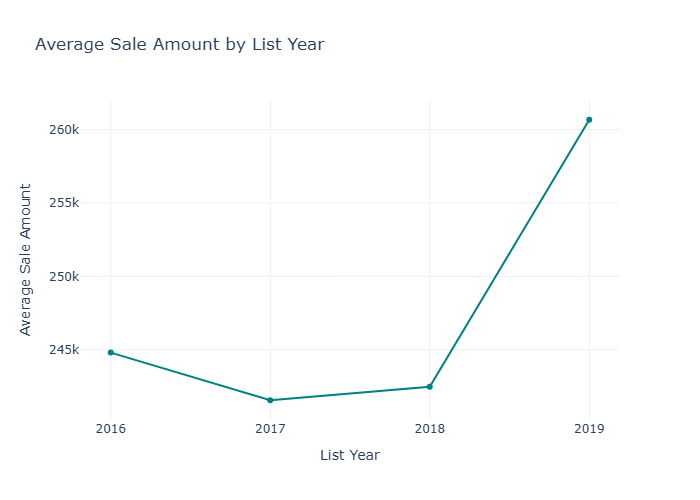 Average Sale Amount by List Year
260k
255k
250k
245k
Average Sale Amount
2016
2017
2018
2019
List Year